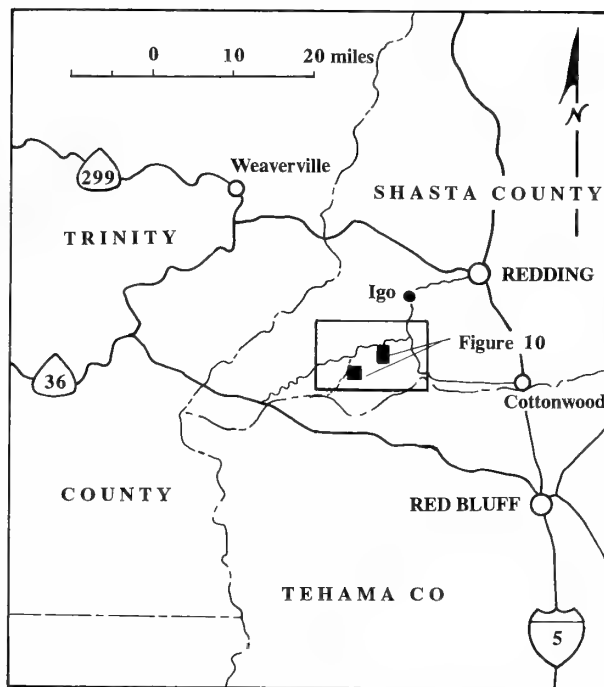 0 10 20 miles
N
299
Weaverville
SHASTA COUNTY
TRINITY
REDDING
Igo
Figure 10
36
Cottonwood
COUNTY
RED BLUFF
TEHAMA CO
5